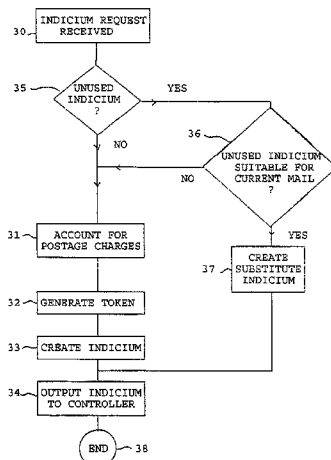 30
INDICIUM REQUEST
RECEIVED
35
UNUSED
INDICIUM
?
YES
NO
36
UNUSED INDICIUM
SUITABLE FOR
CURRENT MAIL
?
NO
YES
31
ACCOUNT FOR
POSTAGE CHARGES
37
CREATE
SUBSTITUTE
INDICIUM
32
GENERATE TOKEN
33
CREATE INDICIUM
34
OUTPUT INDICIUM
TO CONTROLLER
END
38